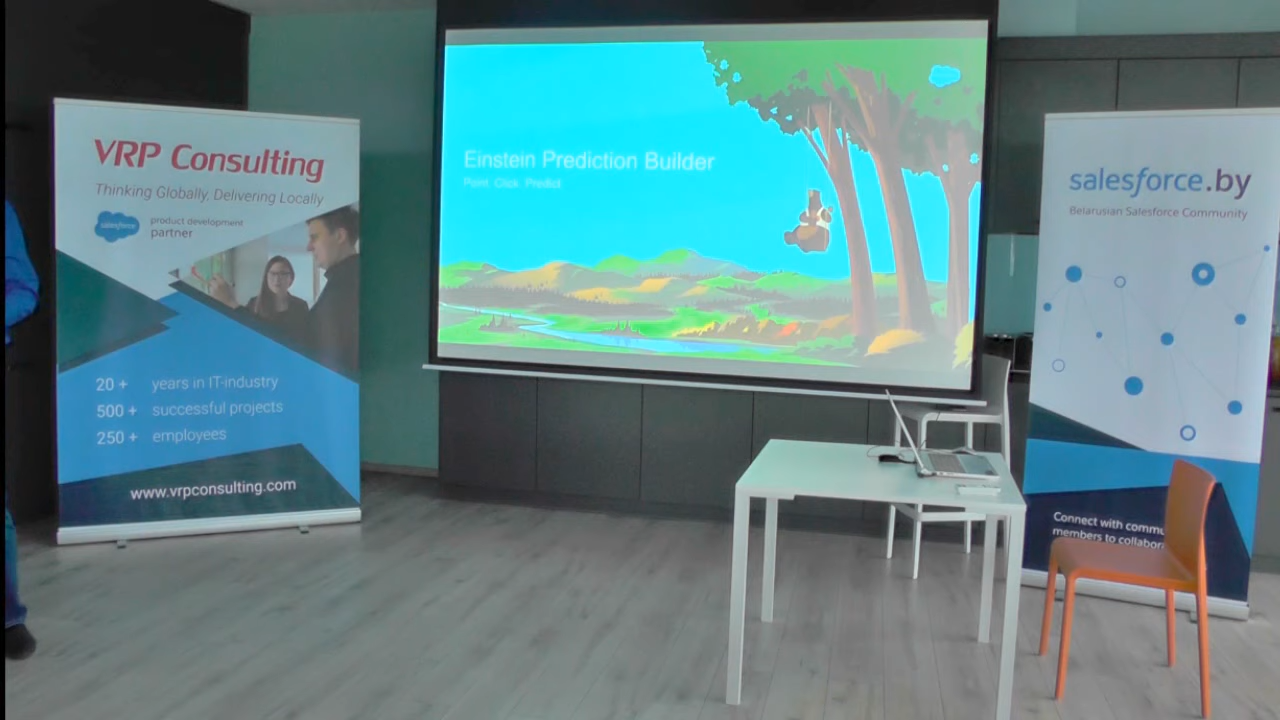 VRP Consulting
Thinking Globally, Delivering Locally
salesforce
product development
partner
20 + years in IT-industry
500 + successful projects
250 + employees
www.vrpconsulting.com
Einstein Prediction Builder
Point. Click. Predict
salesforce.by
Belarusian Salesforce Community
Connect with
members to